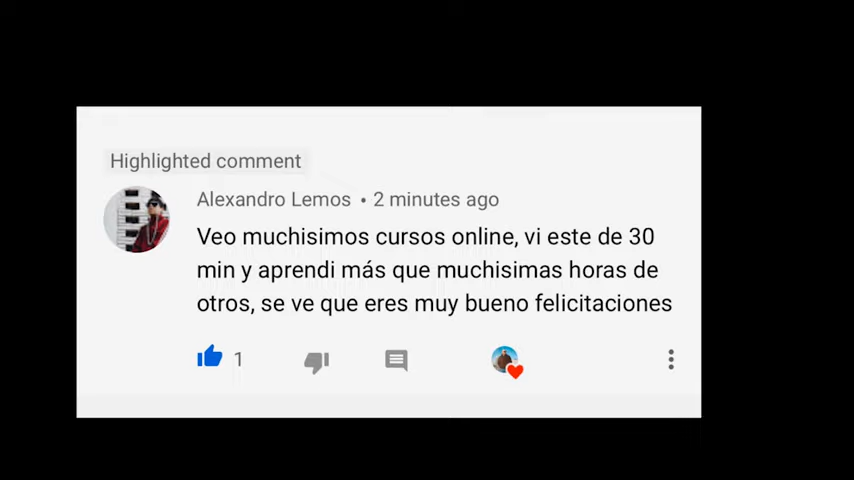 Highlighted comment
Alexandro Lemos • 2 minutes ago
Veo muchisimos cursos online, vi este de 30
min y aprendi más que muchisimas horas de
otros, se ve que eres muy bueno felicitaciones
1